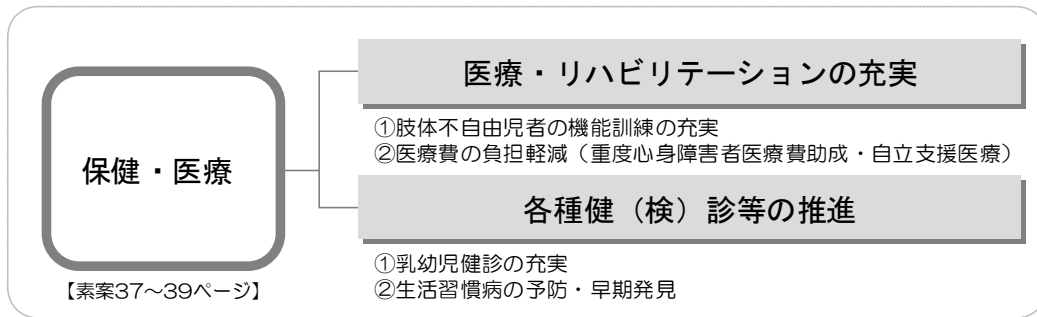 保健・医療
【素案37～39ページ】
医療・リハビリテーションの充実
①肢体不自由児者の機能訓練の充実
②医療費の負担軽減（重度心身障害者医療費助成・自立支援医療）
各種健（検）診等の推進
①乳幼児健診の充実
②生活習慣病の予防・早期発見